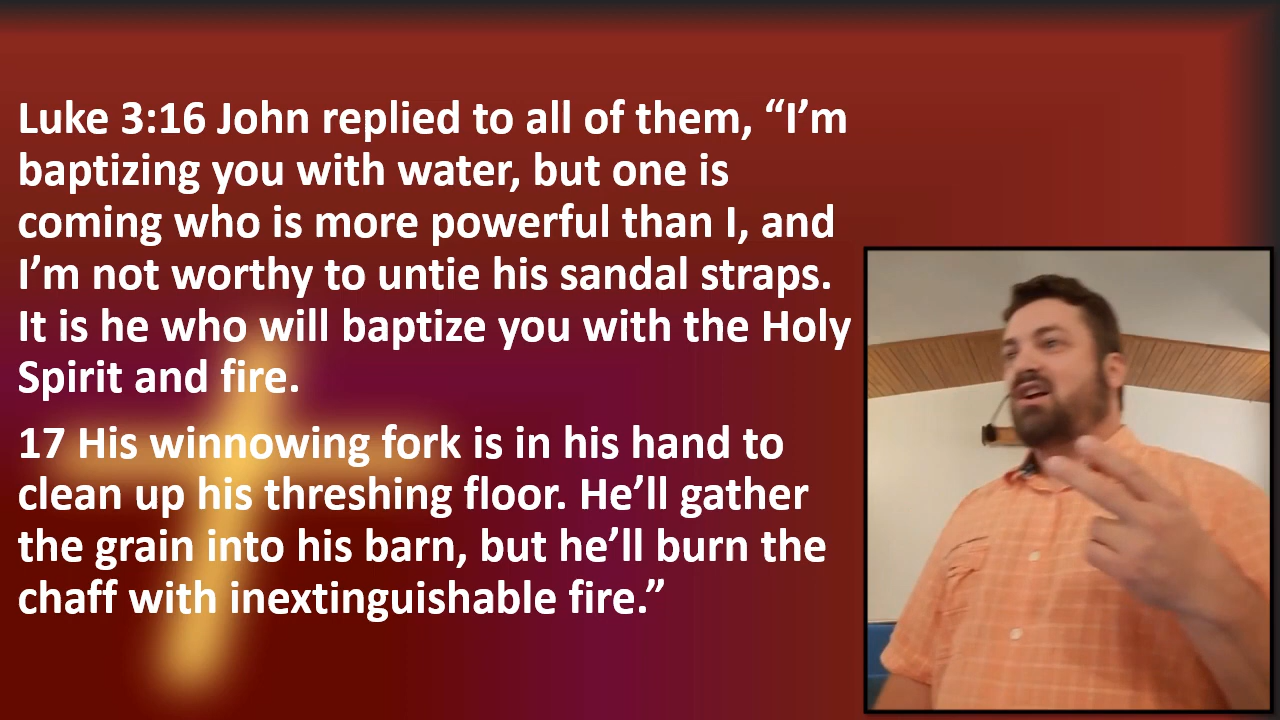 Luke 3:16 John replied to all of them, “I’m
baptizing you with water, but one is
coming who is more powerful than I, and
I’m not worthy to untie his sandal straps.
It is he who will baptize you with the Holy
Spirit and fire.
17 His winnowing fork is in his hand to
clean up his threshing floor. He’ll gather
the grain into his barn, but he’ll burn the
chaff with inextinguishable fire.”